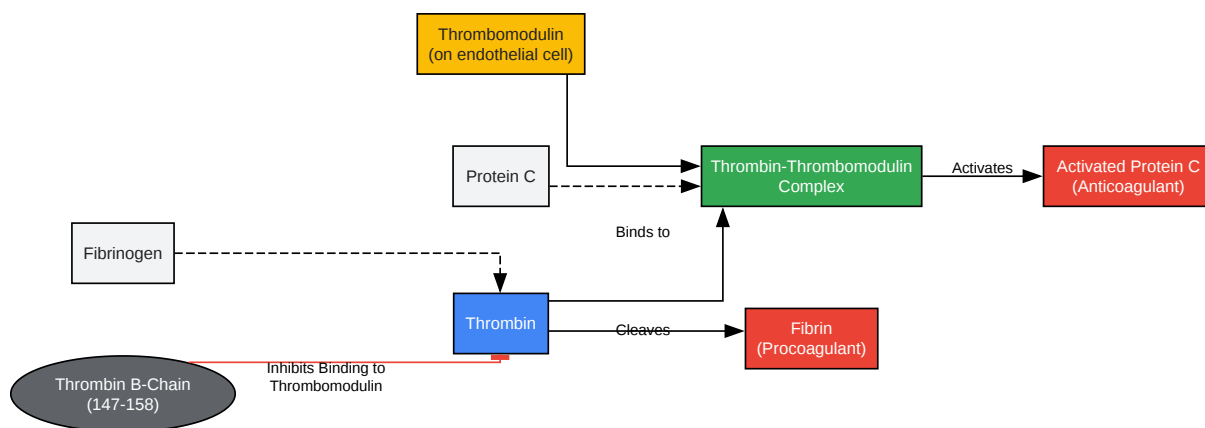 Thrombomodulin
(on endothelial cell)
Protein C
Thrombin-Thrombomodulin
Complex
Activates
Activated Protein C
(Anticoagulant)
Binds to
Fibrinogen
Thrombin
Cleaves
Fibrin
(Procoagulant)
Inhibits Binding to
Thrombomodulin
Thrombin B-Chain
(147-158)